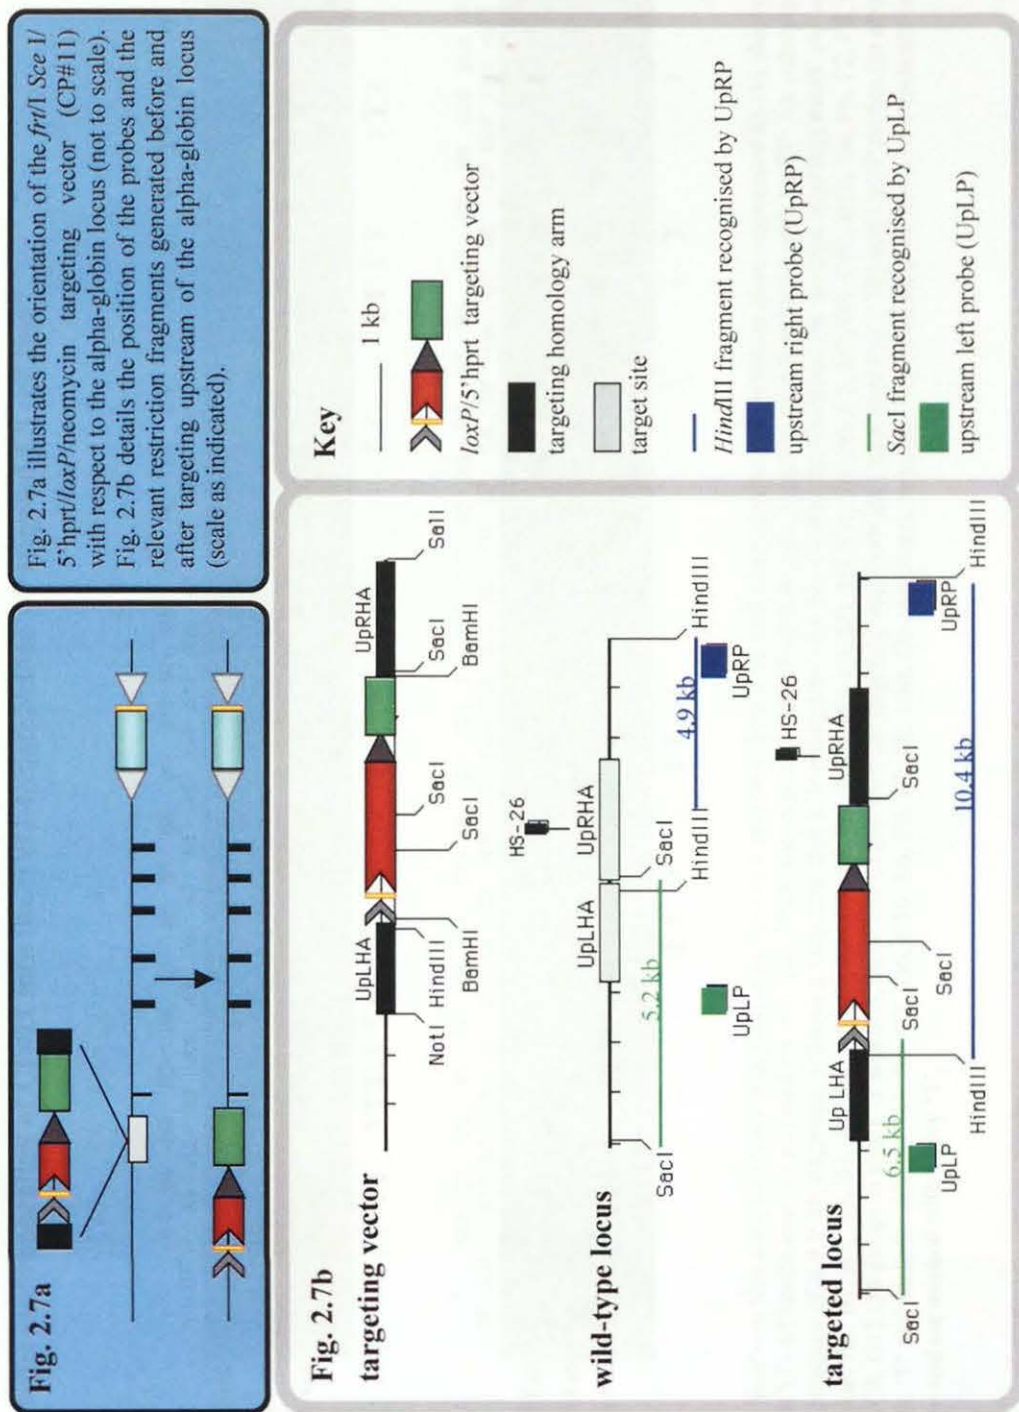 Fig. 2.7a
Fig. 2.7a illustrates the orientation of the frt/I Sce I/
5'hprt/loxP/neomycin targeting vector (CP#11)
with respect to the alpha-globin locus (not to scale).
Fig. 2.7b details the position of the probes and the
relevant restriction fragments generated before and
after targeting upstream of the alpha-globin locus
(scale as indicated).
Fig. 2.7b
targeting vector
UpLHA
UpRHA
NotI
HindIII
BamHI
SacI
SacI
SacI
BamHI
SalI
wild-type locus
HS-26
UpLHA
UpRHA
SacI
SacI
HindIII
HindIII
5.2 kb
4.9 kb
UpLP
UpRP
targeted locus
HS-26
Up LHA
UpRHA
SacI
SacI
SacI
SacI
HindIII
HindIII
6.5 kb
10.4 kb
UpLP
UpRP
Key
1 kb
loxP/5'hprt targeting vector
targeting homology arm
target site
HindIII fragment recognised by UpRP
upstream right probe (UpRP)
SacI fragment recognised by UpLP
upstream left probe (UpLP)